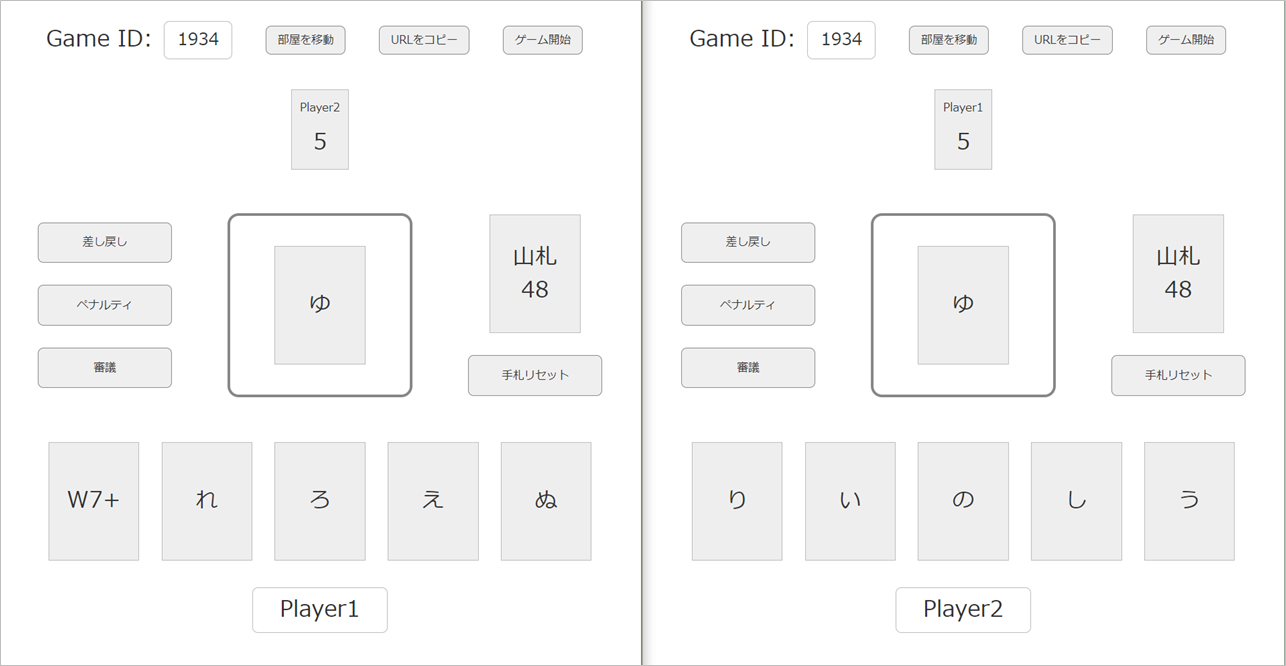 Game ID: 1934 部屋を移動 URLをコピー ゲーム開始
Player2
5
差し戻し
ペナルティ
審議
ゆ
山札
48
手札リセット
W7+ れ ろ え ぬ
Player1
Game ID: 1934 部屋を移動 URLをコピー ゲーム開始
Player1
5
差し戻し
ペナルティ
審議
ゆ
山札
48
手札リセット
り い の し う
Player2